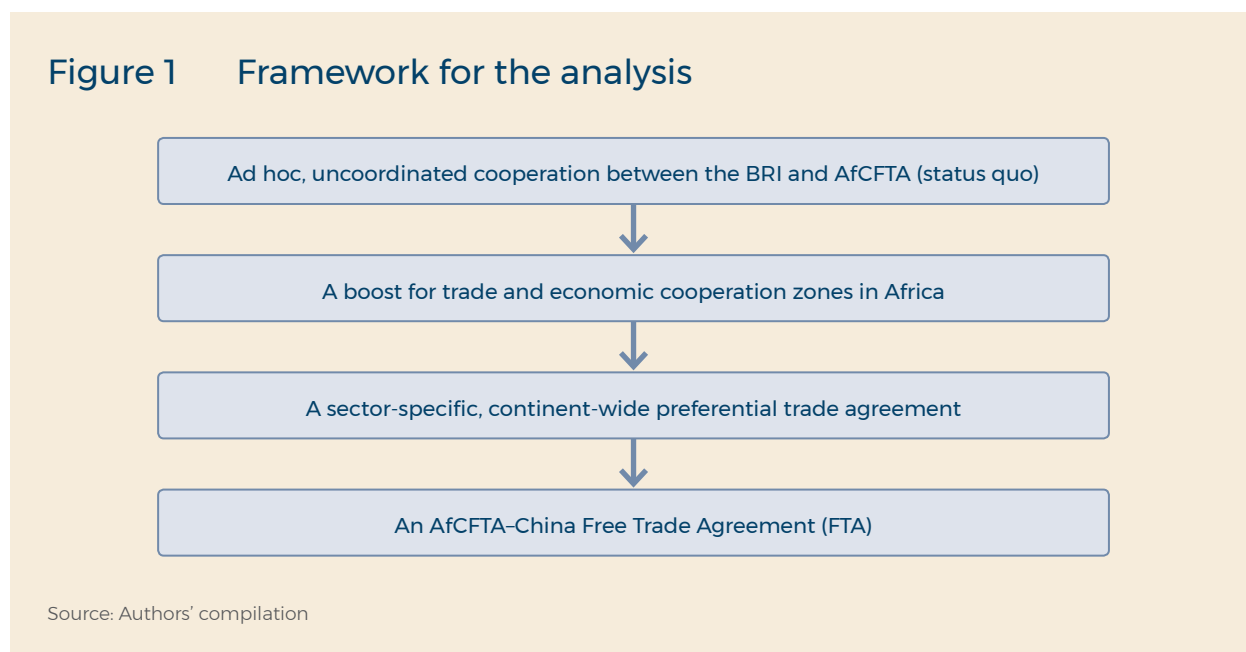 Figure 1 Framework for the analysis
Ad hoc, uncoordinated cooperation between the BRI and AfCFTA (status quo)
A boost for trade and economic cooperation zones in Africa
A sector-specific, continent-wide preferential trade agreement
An AfCFTA–China Free Trade Agreement (FTA)
Source: Authors’ compilation